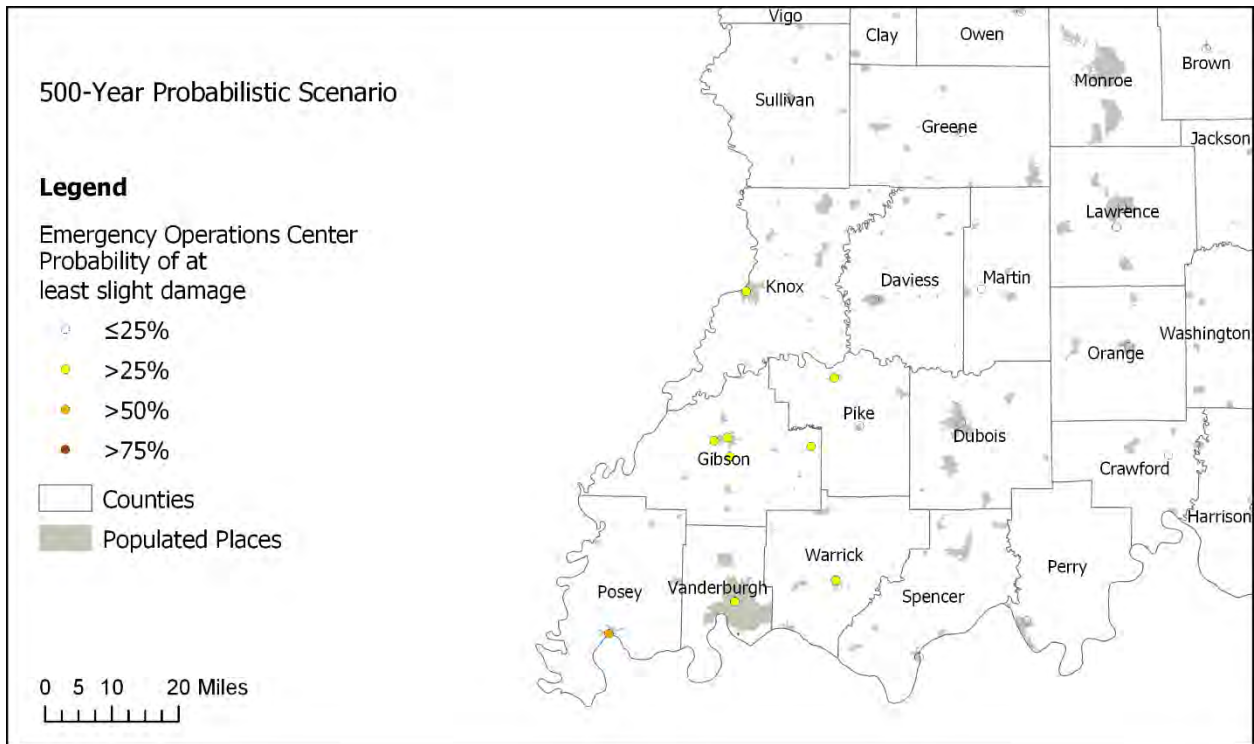 500-Year Probabilistic Scenario
Legend
Emergency Operations Center
Probability of at
least slight damage
≤25%
>25%
>50%
>75%
Counties
Populated Places
0 5 10 20 Miles
Vigo
Clay
Owen
Monroe
Brown
Sullivan
Greene
Jackson
Lawrence
Knox
Daviess
Martin
Washington
Orange
Pike
Dubois
Gibson
Crawford
Harrison
Warrick
Perry
Posey
Vanderburgh
Spencer